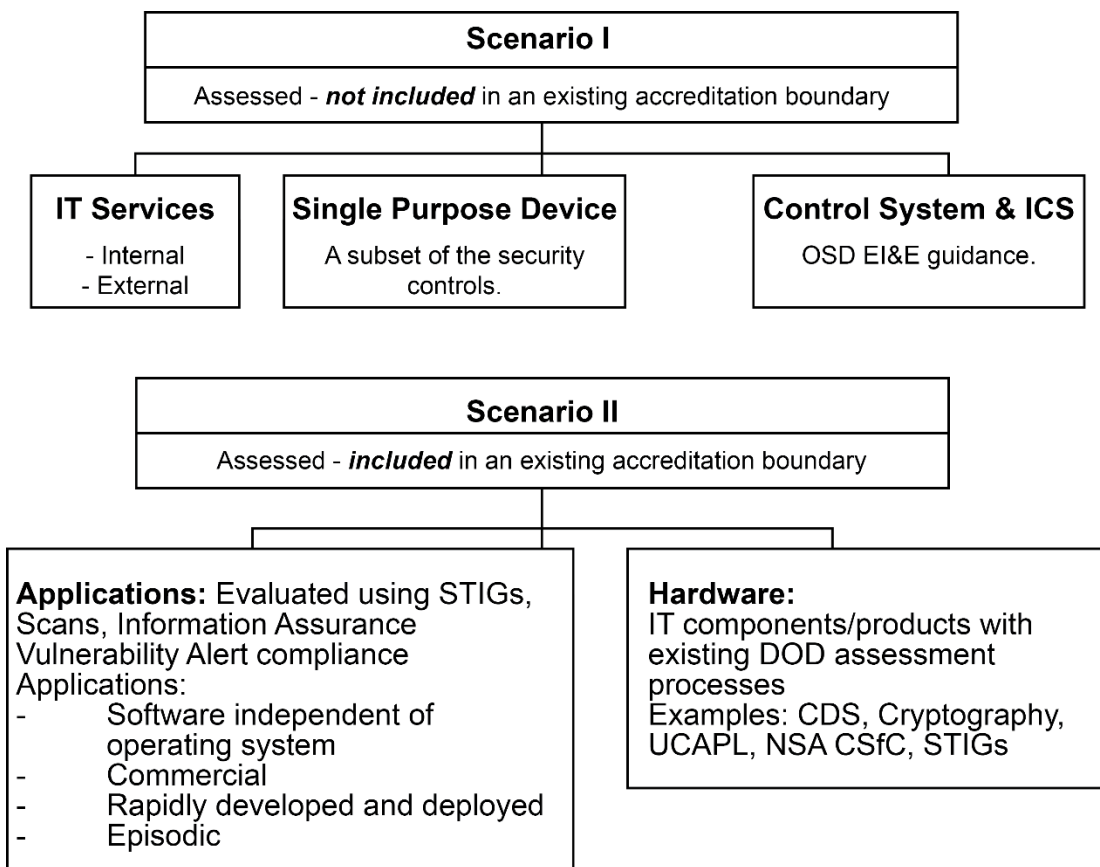 Scenario I
Assessed - not included in an existing accreditation boundary
IT Services
- Internal
- External
Single Purpose Device
A subset of the security
controls.
Control System & ICS
OSD EI&E guidance.
Scenario II
Assessed - included in an existing accreditation boundary
Applications: Evaluated using STIGs,
Scans, Information Assurance
Vulnerability Alert compliance
Applications:
- Software independent of
operating system
- Commercial
- Rapidly developed and deployed
- Episodic
Hardware:
IT components/products with
existing DOD assessment
processes
Examples: CDS, Cryptography,
UCAPL, NSA CSfC, STIGs